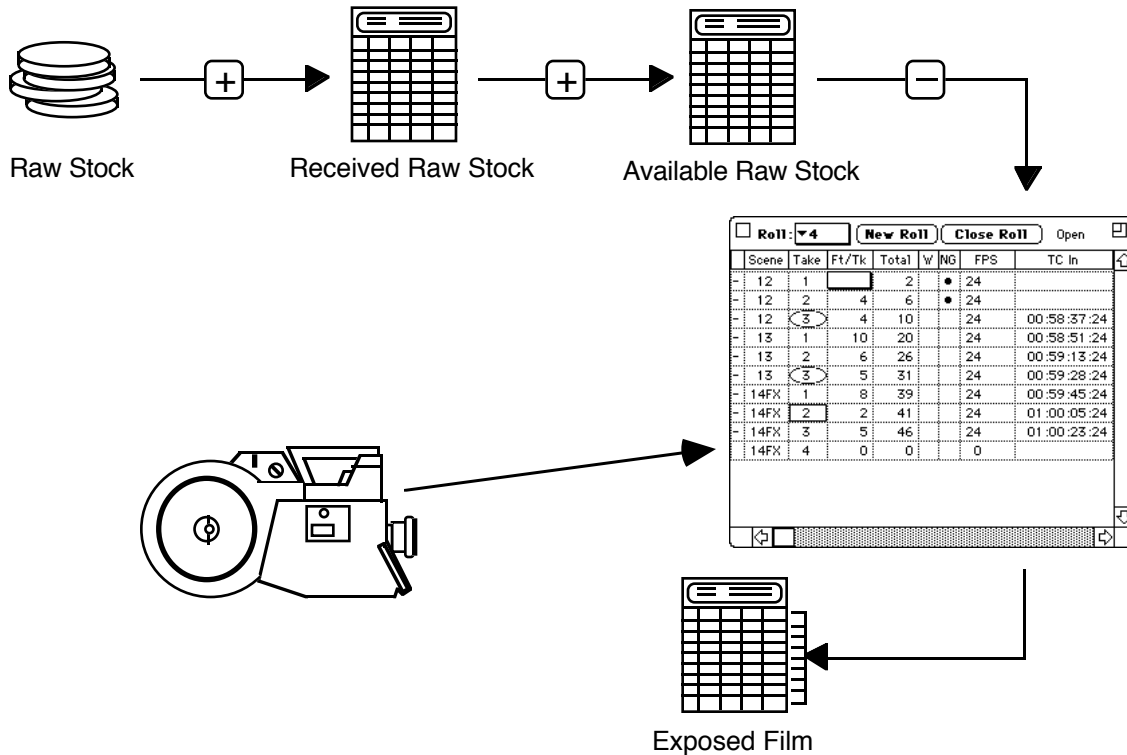 +
+
−
Raw Stock
Received Raw Stock
Available Raw Stock
Roll: ▼4 New Roll Close Roll Open
Scene Take Ft/Tk Total W NG FPS TC In
- 12 1 2 • 24
- 12 2 4 6 • 24
- 12 3 4 10 24 00:58:37:24
- 13 1 10 20 24 00:58:51:24
- 13 2 6 26 24 00:59:13:24
- 13 3 5 31 24 00:59:28:24
- 14FX 1 8 39 24 00:59:45:24
- 14FX 2 2 41 24 01:00:05:24
- 14FX 3 5 46 24 01:00:23:24
14FX 4 0 0 0
Exposed Film